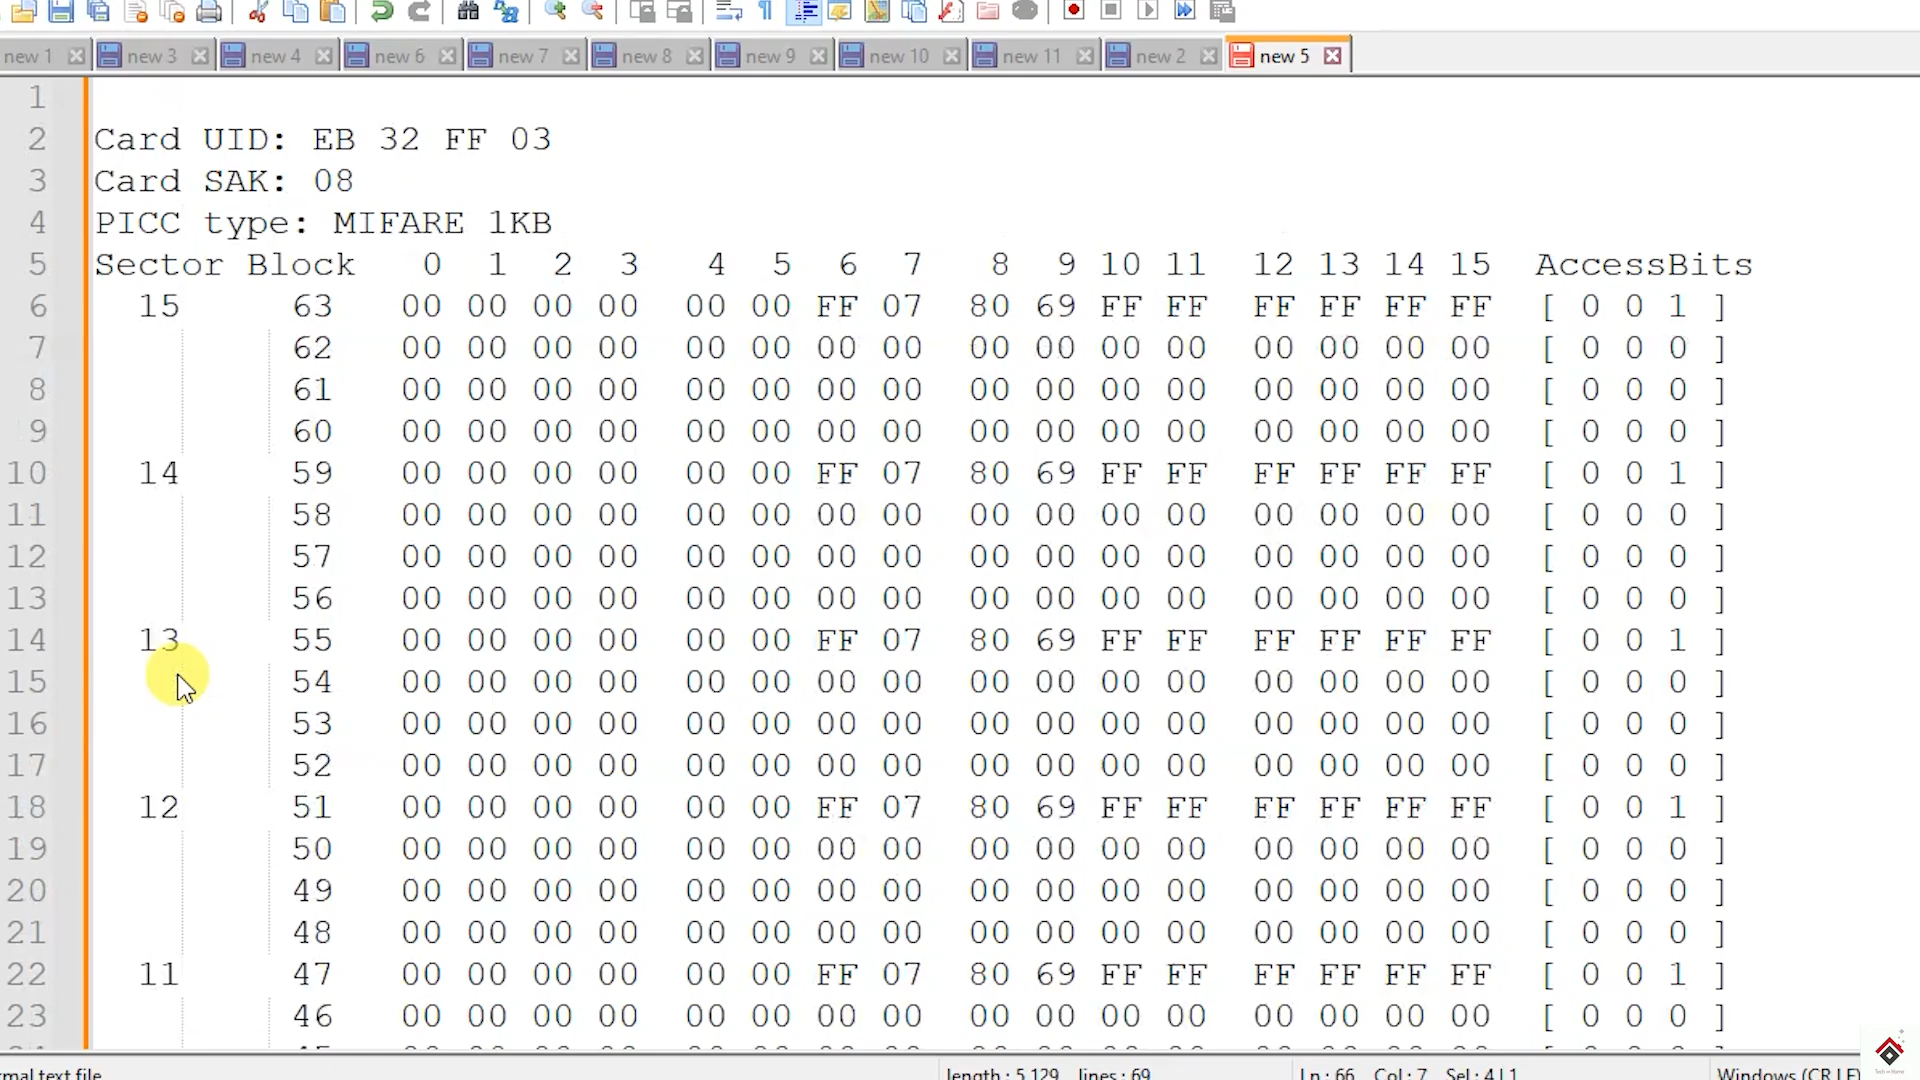 new 1 new 3 new 4 new 6 new 7 new 8 new 9 new 10 new 11 new 2 new 5
1
2 Card UID: EB 32 FF 03
3 Card SAK: 08
4 PICC type: MIFARE 1KB
5 Sector Block 0 1 2 3 4 5 6 7 8 9 10 11 12 13 14 15 AccessBits
6 15 63 00 00 00 00 00 00 FF 07 80 69 FF FF FF FF FF FF [ 0 0 1 ]
7 62 00 00 00 00 00 00 00 00 00 00 00 00 00 00 00 00 [ 0 0 0 ]
8 61 00 00 00 00 00 00 00 00 00 00 00 00 00 00 00 00 [ 0 0 0 ]
9 60 00 00 00 00 00 00 00 00 00 00 00 00 00 00 00 00 [ 0 0 0 ]
10 14 59 00 00 00 00 00 00 FF 07 80 69 FF FF FF FF FF FF [ 0 0 1 ]
11 58 00 00 00 00 00 00 00 00 00 00 00 00 00 00 00 00 [ 0 0 0 ]
12 57 00 00 00 00 00 00 00 00 00 00 00 00 00 00 00 00 [ 0 0 0 ]
13 56 00 00 00 00 00 00 00 00 00 00 00 00 00 00 00 00 [ 0 0 0 ]
14 13 55 00 00 00 00 00 00 FF 07 80 69 FF FF FF FF FF FF [ 0 0 1 ]
15 54 00 00 00 00 00 00 00 00 00 00 00 00 00 00 00 00 [ 0 0 0 ]
16 53 00 00 00 00 00 00 00 00 00 00 00 00 00 00 00 00 [ 0 0 0 ]
17 52 00 00 00 00 00 00 00 00 00 00 00 00 00 00 00 00 [ 0 0 0 ]
18 12 51 00 00 00 00 00 00 FF 07 80 69 FF FF FF FF FF FF [ 0 0 1 ]
19 50 00 00 00 00 00 00 00 00 00 00 00 00 00 00 00 00 [ 0 0 0 ]
20 49 00 00 00 00 00 00 00 00 00 00 00 00 00 00 00 00 [ 0 0 0 ]
21 48 00 00 00 00 00 00 00 00 00 00 00 00 00 00 00 00 [ 0 0 0 ]
22 11 47 00 00 00 00 00 00 FF 07 80 69 FF FF FF FF FF FF [ 0 0 1 ]
23 46 00 00 00 00 00 00 00 00 00 00 00 00 00 00 00 00 [ 0 0 0 ]
rmal text file length : 5,129 lines : 69 Ln : 66 Col : 7 Sel : 4 | 1 Windows (CR LF)